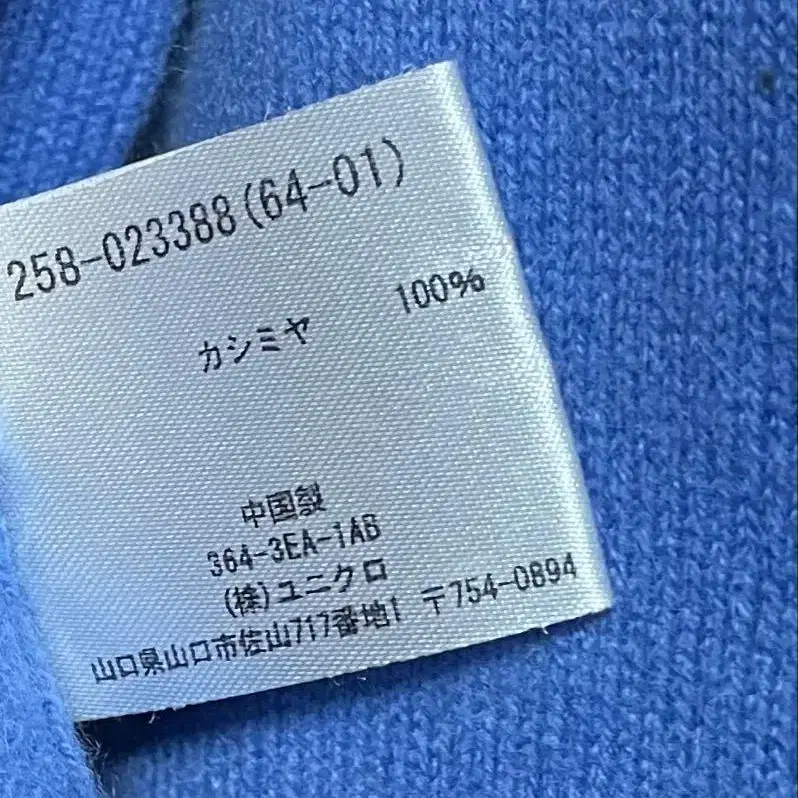 258-023388(64-01)
カシミヤ 100%
中国製
364-3EA-1AB
(株)ユニクロ
山口県山口市佐山717番地1 〒754-0894